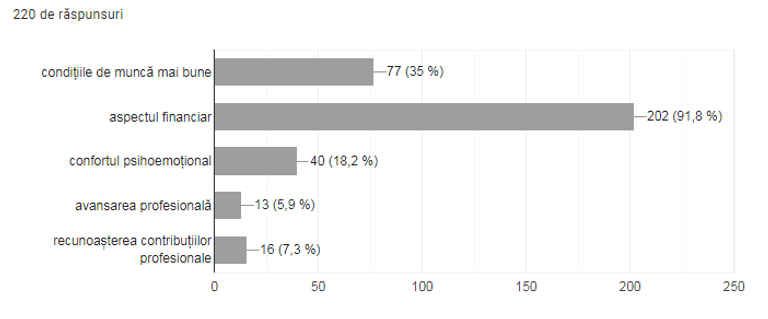 220 de răspunsuri
condițiile de muncă mai bune
77 (35 %)
aspectul financiar
202 (91,8 %)
confortul psihoemoțional
40 (18,2 %)
avansarea profesională
13 (5,9 %)
recunoașterea contribuțiilor
profesionale
16 (7,3 %)
0 50 100 150 200 250